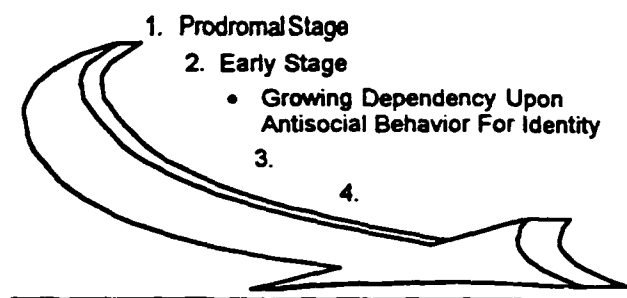 1. Prodromal Stage
2. Early Stage
• Growing Dependency Upon
Antisocial Behavior For Identity
3.
4.